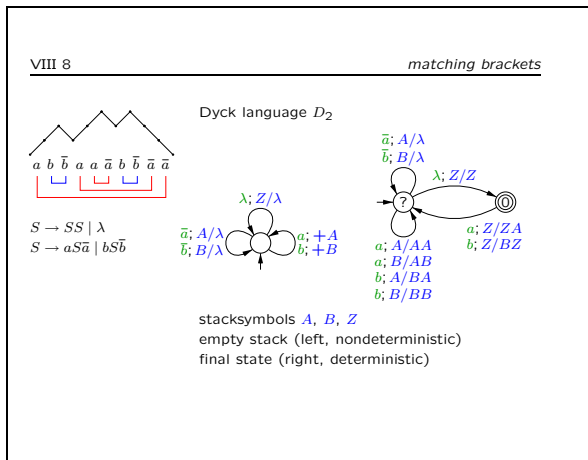 VIII 8 matching brackets
Dyck language D₂
a b b̅ a a a̅ b b̅ a̅ a̅
S → SS | λ
S → aSa̅ | bSb̅
λ; Z/λ
a̅; A/λ
b̅; B/λ
a; +A
b; +B
a̅; A/λ
b̅; B/λ
λ; Z/Z
?
0
a; Z/ZA
b; Z/BZ
a; A/AA
a; B/AB
b; A/BA
b; B/BB
stacksymbols A, B, Z
empty stack (left, nondeterministic)
final state (right, deterministic)